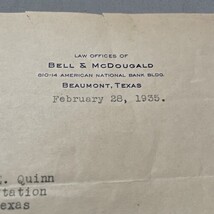 LAW OFFICES OF
BELL & McDOUGALD
810-14 AMERICAN NATIONAL BANK BLDG.
BEAUMONT, TEXAS
February 28, 1935.
. Quinn
tation
exas